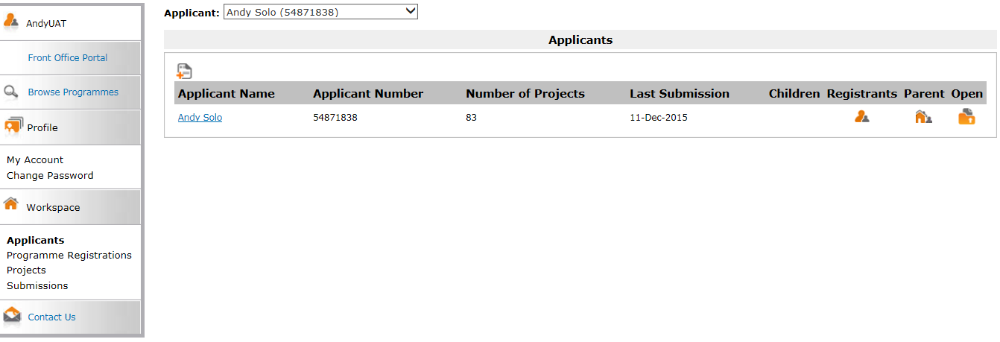 AndyUAT
Front Office Portal
Browse Programmes
Profile
My Account
Change Password
Workspace
Applicants
Programme Registrations
Projects
Submissions
Contact Us
Applicant: Andy Solo (54871838)
Applicants
Applicant Name Applicant Number Number of Projects Last Submission Children Registrants Parent Open
Andy Solo 54871838 83 11-Dec-2015